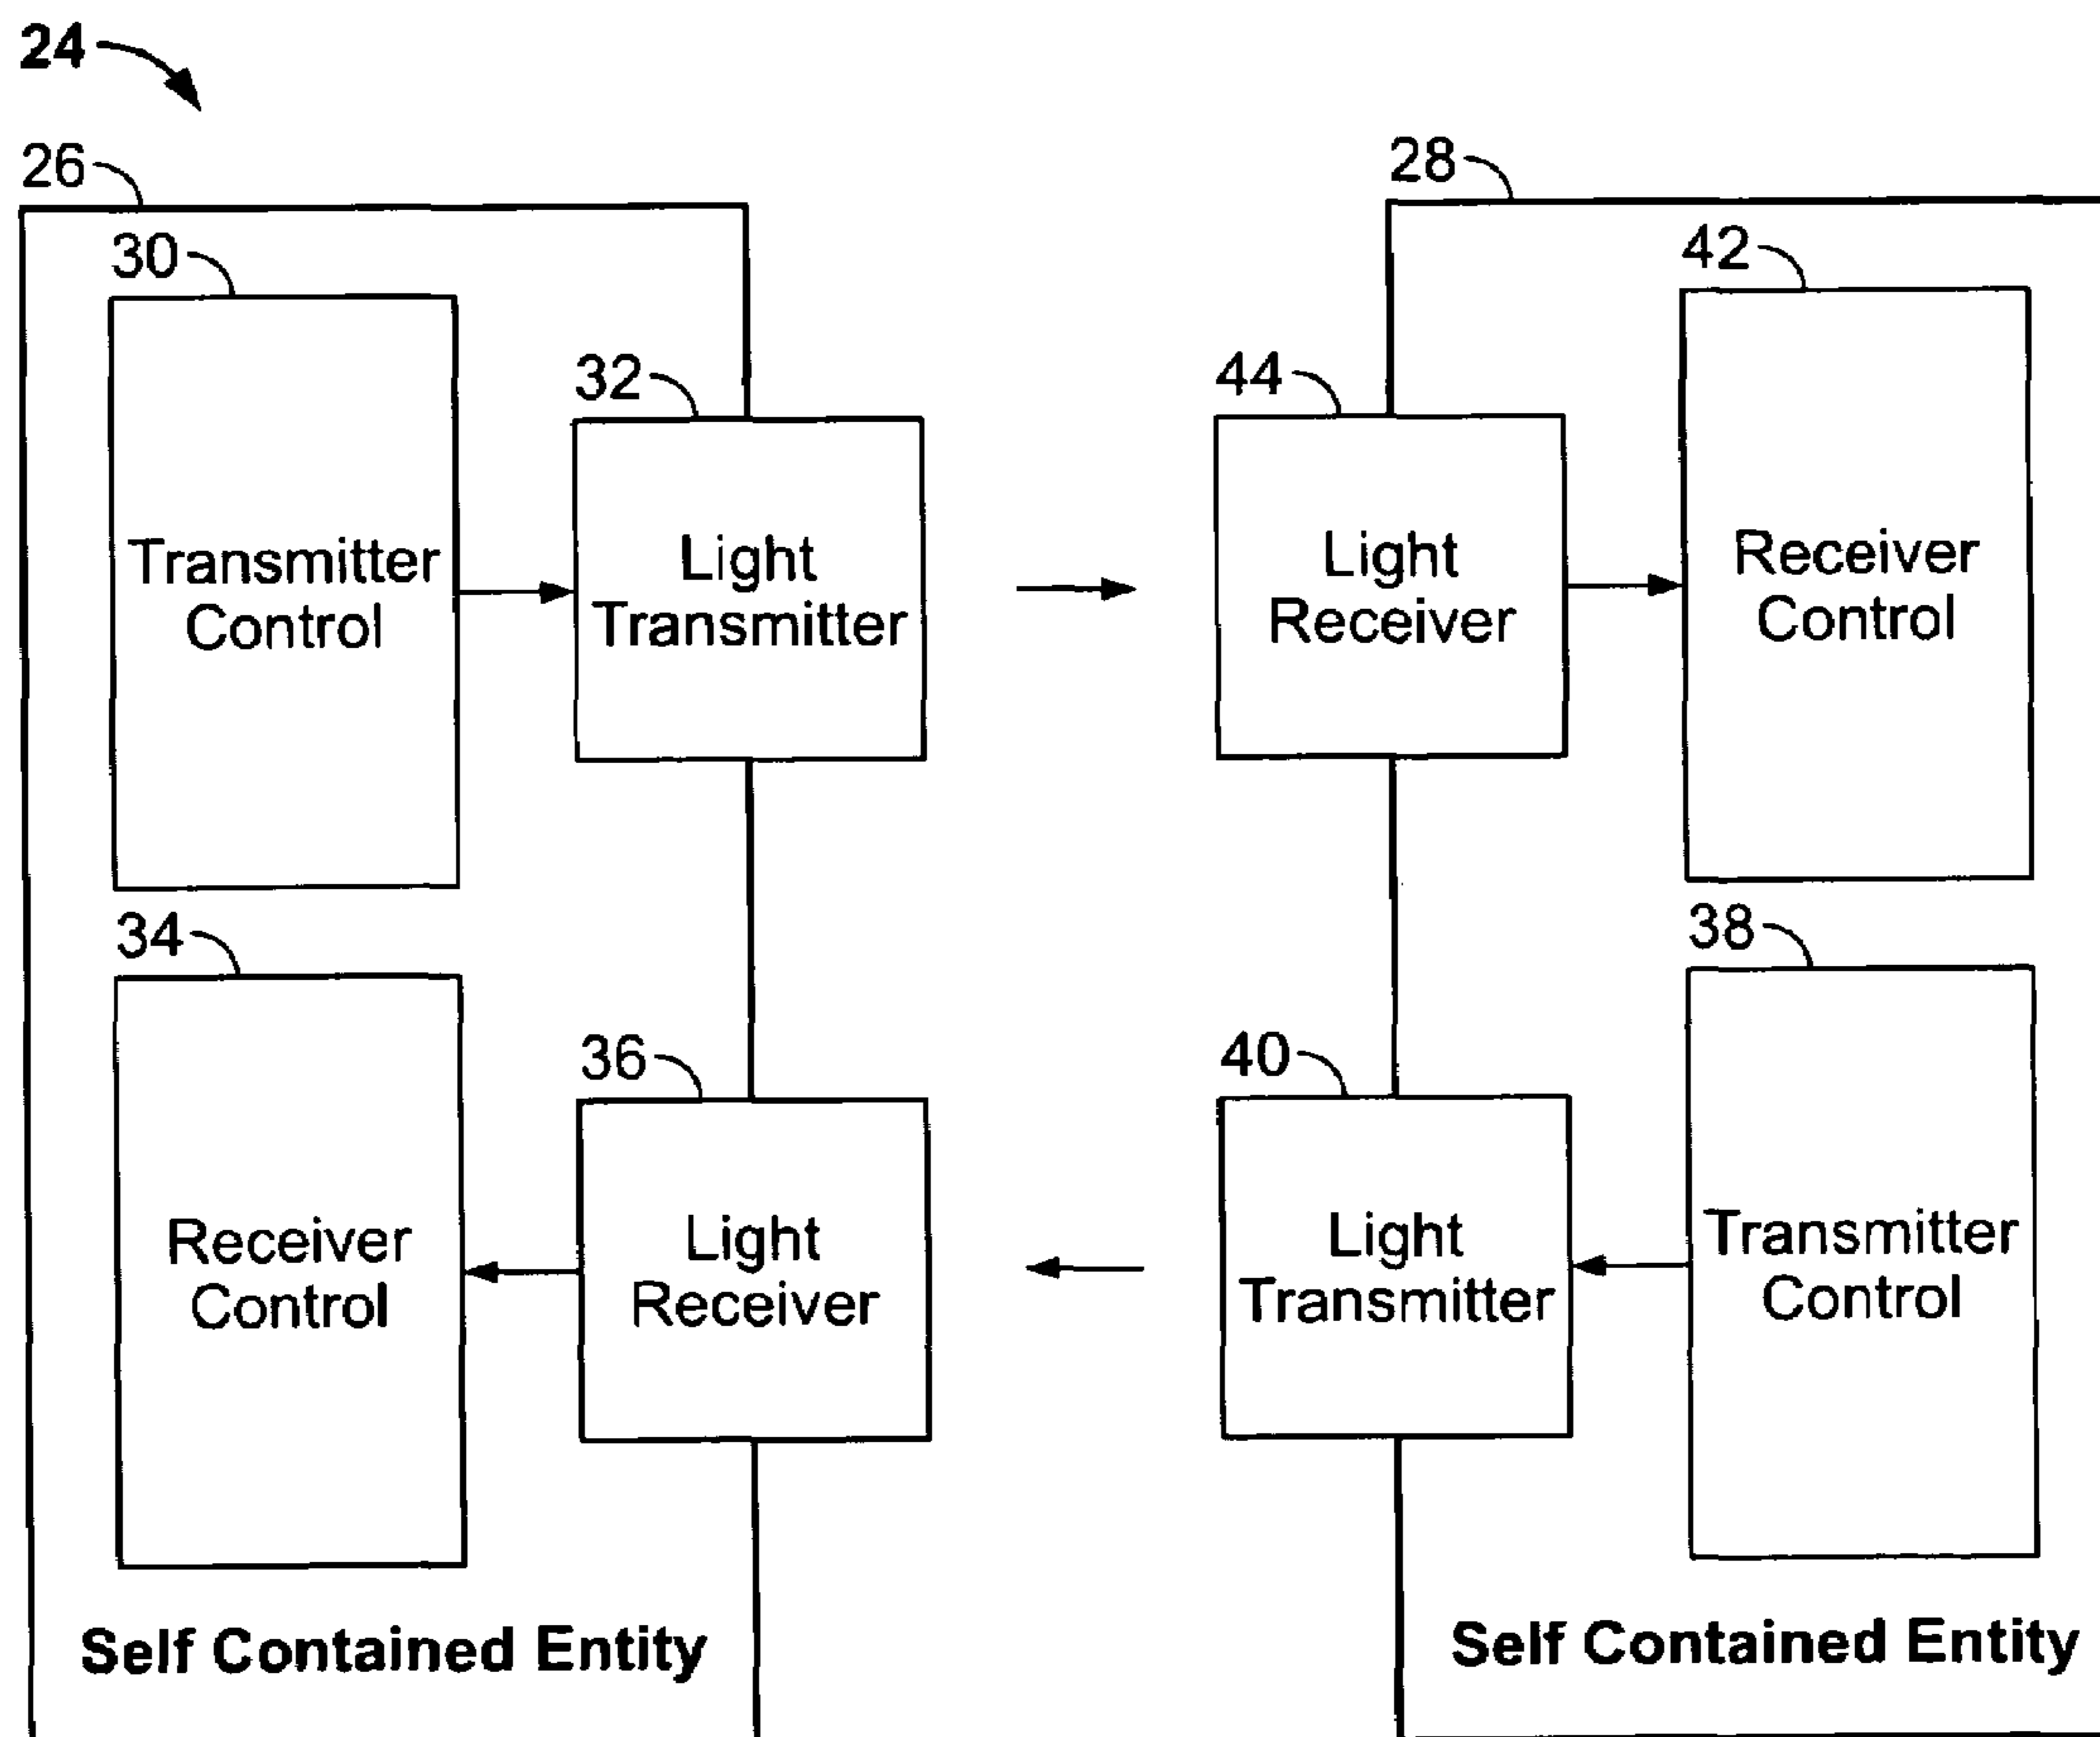 24
26
28
30
42
32
44
Transmitter
Control
Light
Transmitter
Light
Receiver
Receiver
Control
34
38
36
40
Receiver
Control
Light
Receiver
Light
Transmitter
Transmitter
Control
Self Contained Entity
Self Contained Entity